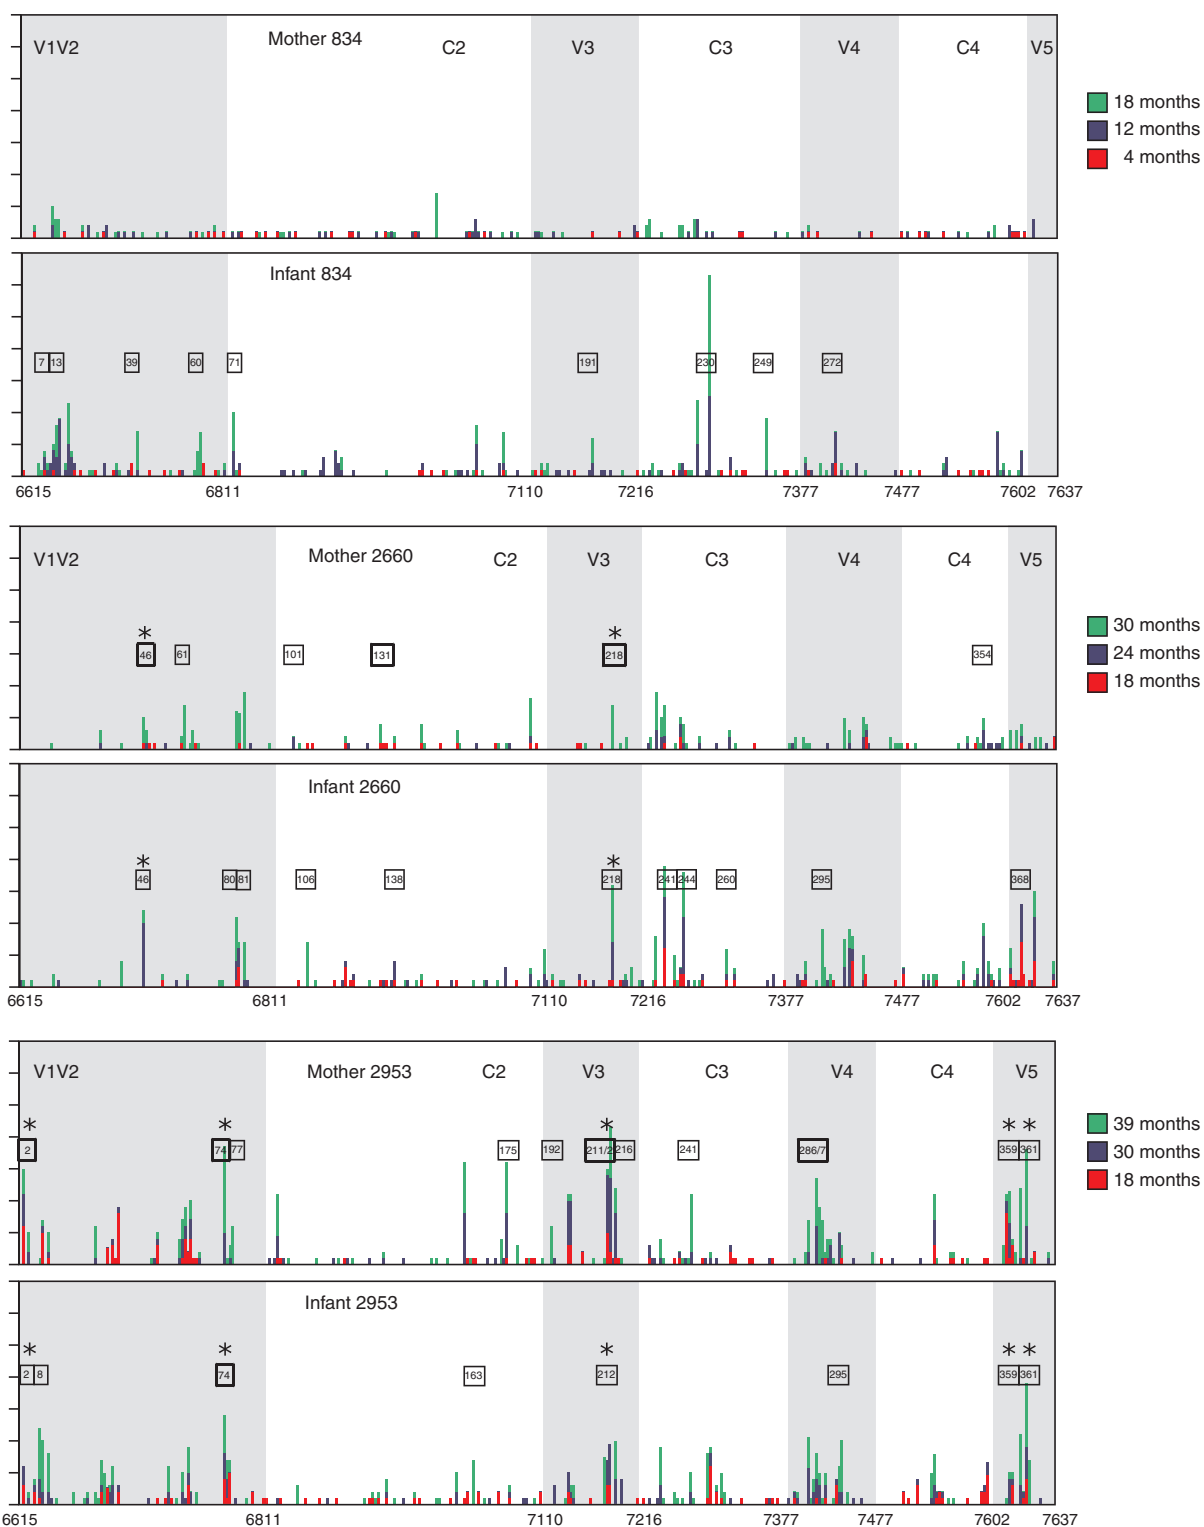 Mother 834
V1V2 C2 V3 C3 V4 C4 V5
18 months
12 months
4 months
Infant 834
7 13 39 60 71 191 230 249 272
6615 6811 7110 7216 7377 7477 7602 7637
Mother 2660
V1V2 C2 V3 C3 V4 C4 V5
30 months
24 months
18 months
* *
46 61 101 131 218 354
Infant 2660
* *
46 80 81 106 138 218 241 244 260 295 368
6615 6811 7110 7216 7377 7477 7602 7637
V1V2 Mother 2953 C2 V3 C3 V4 C4 V5
39 months
30 months
18 months
* * * * *
2 74 77 175 192 211/2 216 241 286/7 359 361
Infant 2953
* * * * *
2 8 74 163 212 295 359 361
6615 6811 7110 7216 7377 7477 7602 7637